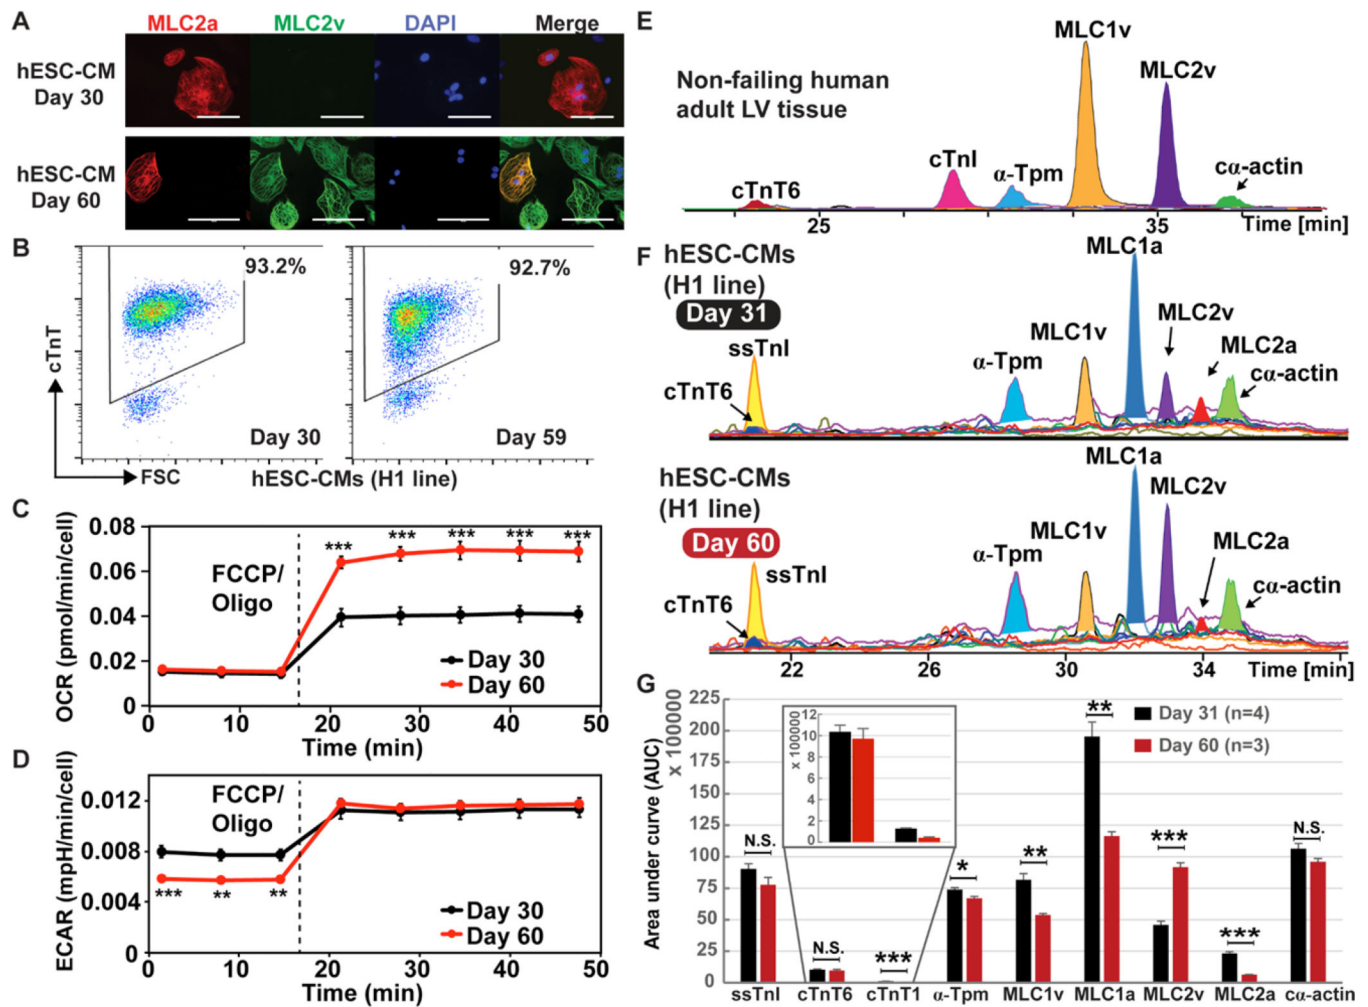 A
MLC2a MLC2v DAPI Merge
hESC-CM
Day 30
hESC-CM
Day 60
B
93.2%
92.7%
cTnT
Day 30
Day 59
FSC
hESC-CMs (H1 line)
C
OCR (pmol/min/cell)
0.08
0.06
0.04
0.02
0
FCCP/
Oligo
*** *** *** *** ***
Day 30
Day 60
0 10 20 30 40 50
Time (min)
D
ECAR (mpH/min/cell)
0.012
0.008
0.004
0
FCCP/
Oligo
*** ** **
Day 30
Day 60
0 10 20 30 40 50
Time (min)
E
Non-failing human
adult LV tissue
MLC1v
MLC2v
cTnI
α-Tpm
cTnT6
cα-actin
25 35 Time [min]
F
hESC-CMs
(H1 line)
Day 31
MLC1a
MLC2v
MLC1v
ssTnI
α-Tpm
MLC2a
cTnT6
cα-actin
hESC-CMs
(H1 line)
Day 60
MLC1a
MLC2v
MLC1v
MLC2a
α-Tpm
ssTnI
cTnT6
cα-actin
22 26 30 34 Time [min]
G
Area under curve (AUC)
x 100000
225
200
175
150
125
100
75
50
25
0
x 100000
12
10
8
6
4
2
0
Day 31 (n=4)
Day 60 (n=3)
N.S. N.S. *** * ** ** *** *** N.S.
ssTnI cTnT6 cTnT1 α-Tpm MLC1v MLC1a MLC2v MLC2a cα-actin